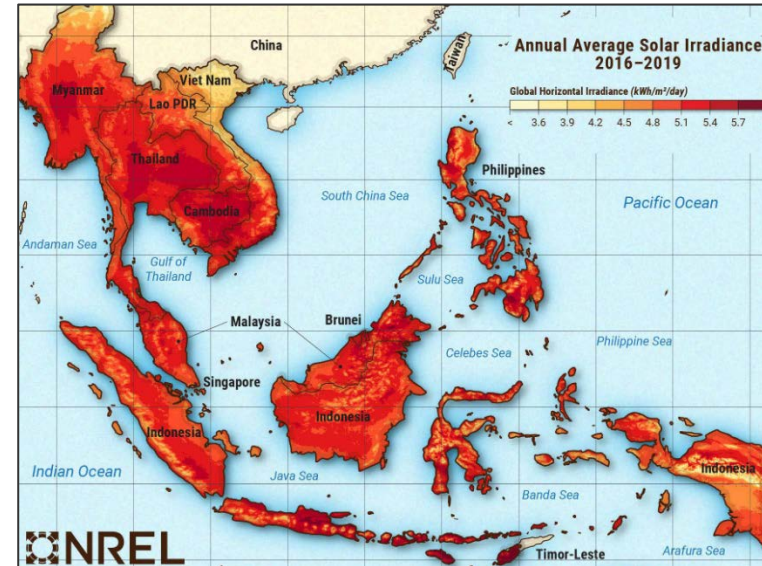 Annual Average Solar Irradiance
2016–2019
Global Horizontal Irradiance (kWh/m²/day)
< 3.6 3.9 4.2 4.5 4.8 5.1 5.4 5.7
China
Taiwan
Viet Nam
Myanmar
Lao PDR
Thailand
Philippines
South China Sea
Pacific Ocean
Cambodia
Andaman Sea
Gulf of
Thailand
Sulu Sea
Malaysia
Brunei
Philippine Sea
Celebes Sea
Singapore
Indonesia
Indonesia
Indonesia
Indian Ocean
Java Sea
Banda Sea
NREL
Timor-Leste
Arafura Sea